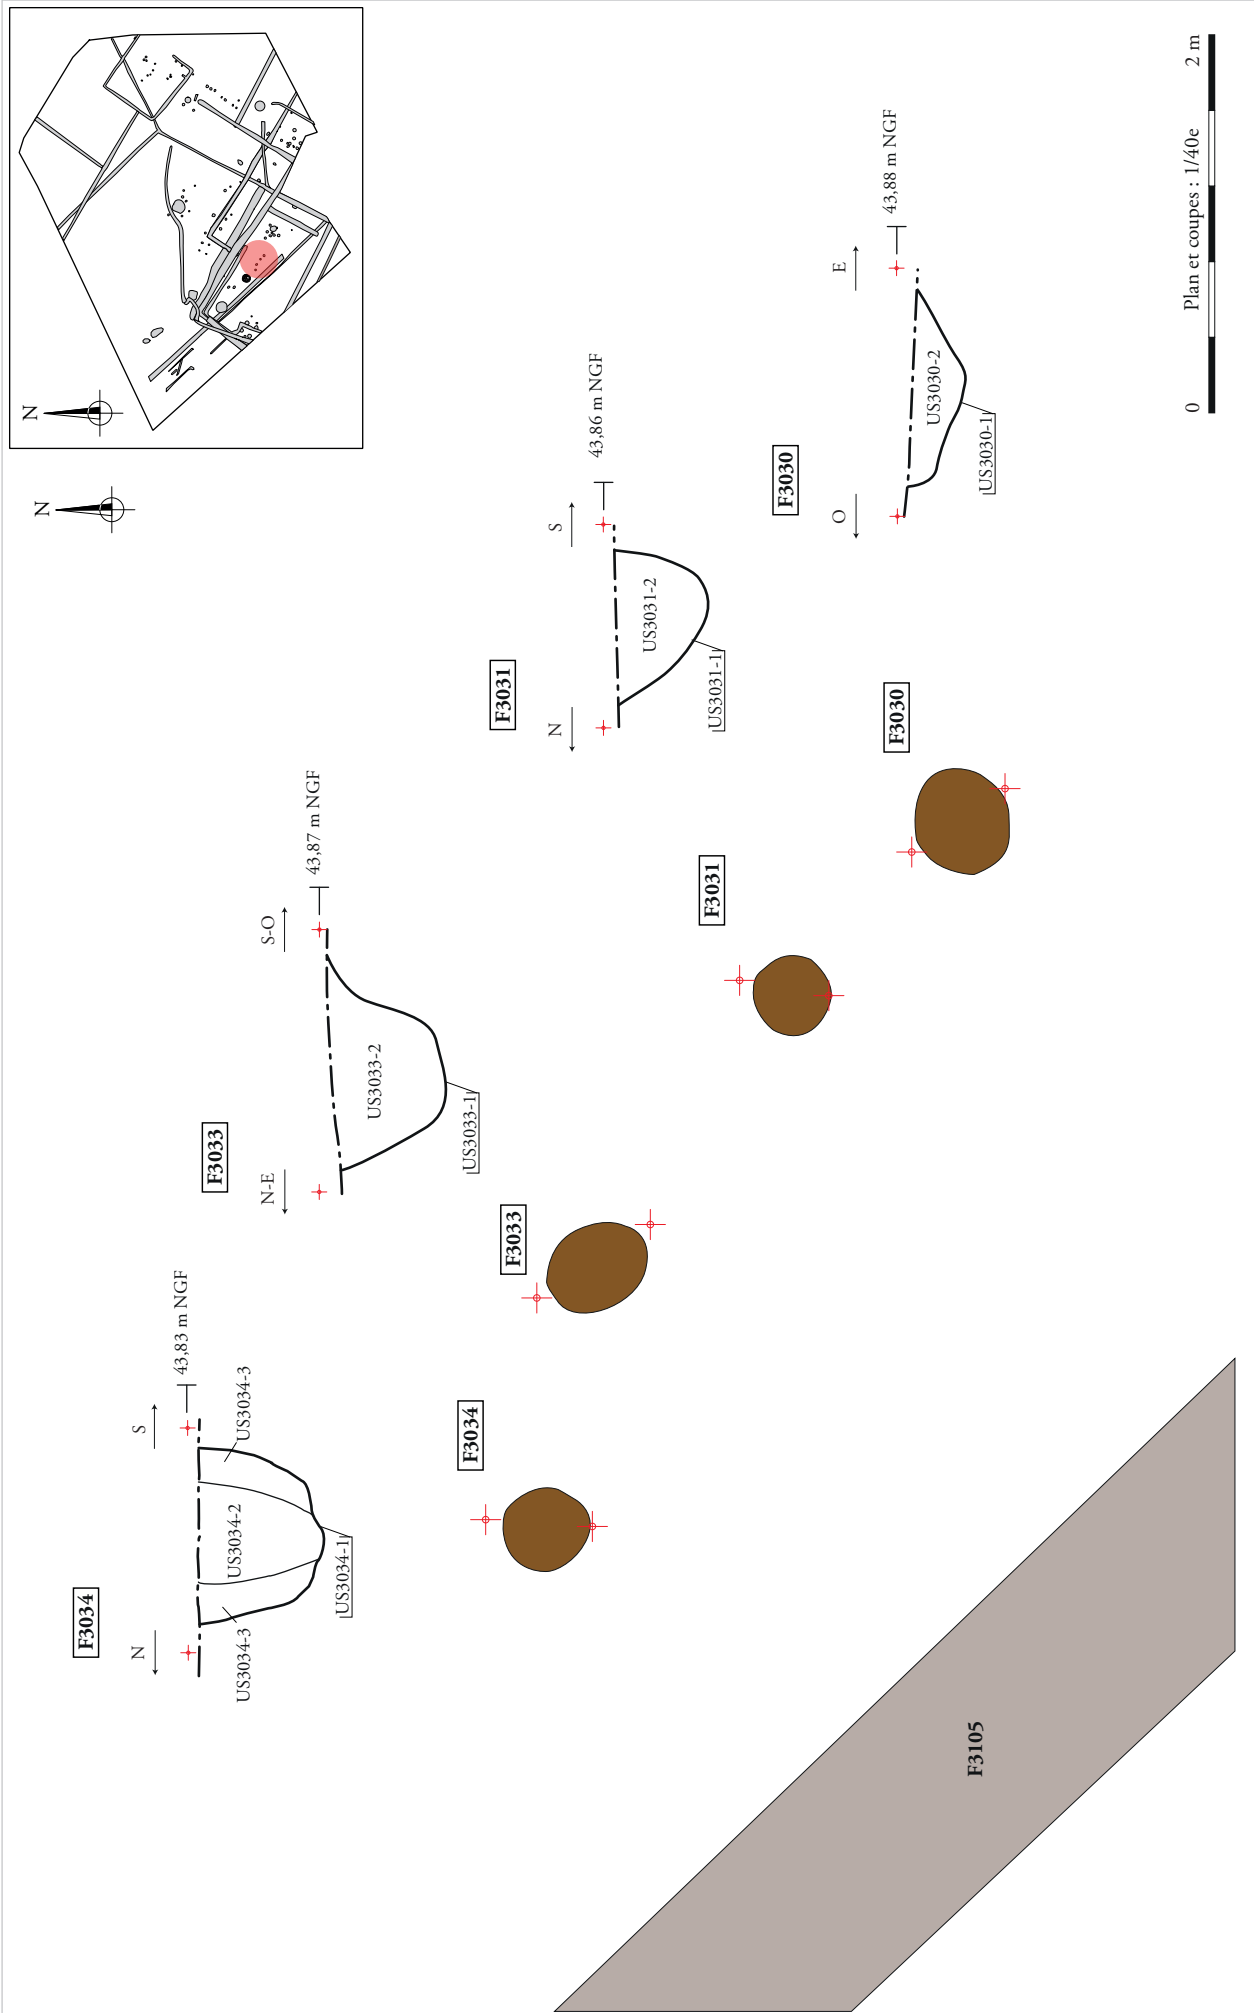 F3034
N
S
43,83 m NGF
US3034-3
US3034-2
US3034-3
US3034-1
F3033
N-E
S-O
43,87 m NGF
US3033-2
US3033-1
F3031
N
S
43,86 m NGF
US3031-2
US3031-1
F3030
O
E
43,88 m NGF
US3030-2
US3030-1
F3034
F3033
F3031
F3030
F3105
N
N
0
Plan et coupes : 1/40e
2 m